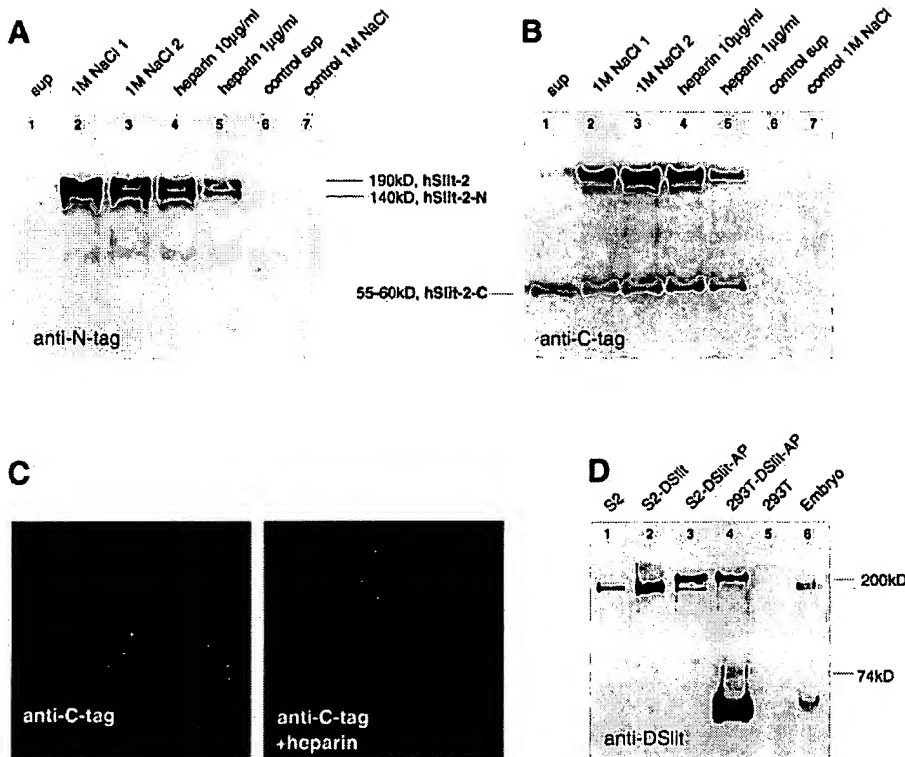 A
sup
1M NaCl 1
1M NaCl 2
heparin 10µg/ml
heparin 1µg/ml
control sup
control 1M NaCl
1 2 3 4 5 6 7
190kD, hSlit-2
140kD, hSlit-2-N
55-60kD, hSlit-2-C
anti-N-tag
B
sup
1M NaCl 1
1M NaCl 2
heparin 10µg/ml
heparin 1µg/ml
control sup
control 1M NaCl
1 2 3 4 5 6 7
anti-C-tag
C
anti-C-tag
anti-C-tag
+heparin
D
S2
S2-DSlit
S2-DSlit-AP
293T-DSlit-AP
293T
Embryo
1 2 3 4 5 6
200kD
74kD
anti-DSlit